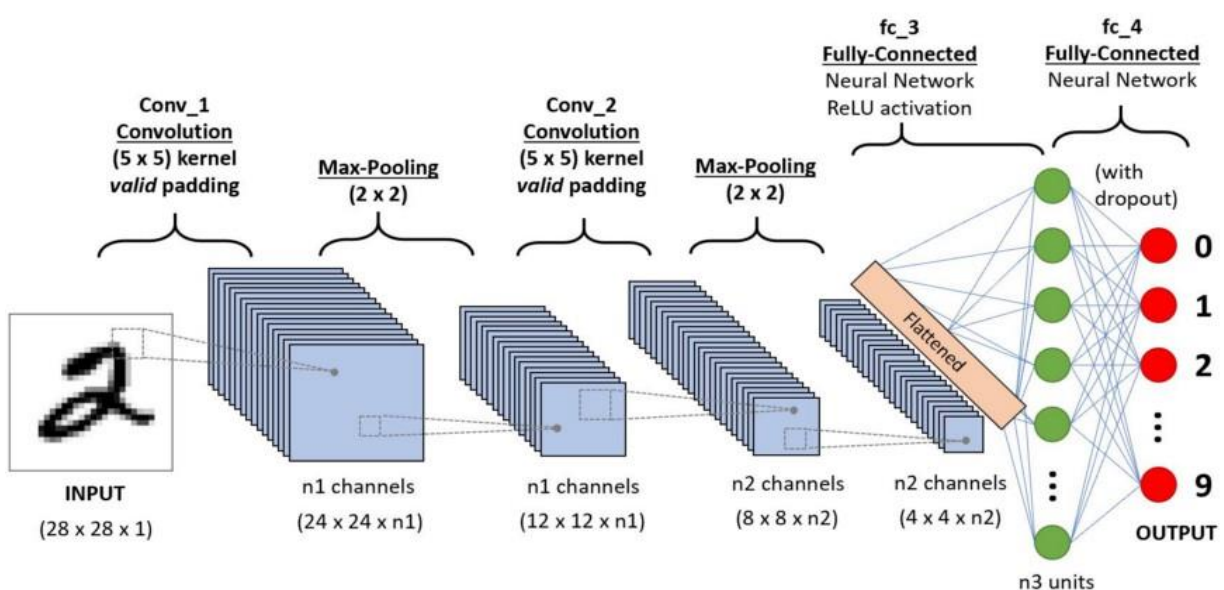 Conv_1
Convolution
(5 x 5) kernel
valid padding
Max-Pooling
(2 x 2)
Conv_2
Convolution
(5 x 5) kernel
valid padding
Max-Pooling
(2 x 2)
fc_3
Fully-Connected
Neural Network
ReLU activation
fc_4
Fully-Connected
Neural Network
(with
dropout)
INPUT
(28 x 28 x 1)
n1 channels
(24 x 24 x n1)
n1 channels
(12 x 12 x n1)
n2 channels
(8 x 8 x n2)
n2 channels
(4 x 4 x n2)
Flattened
n3 units
0
1
2
9
OUTPUT
2